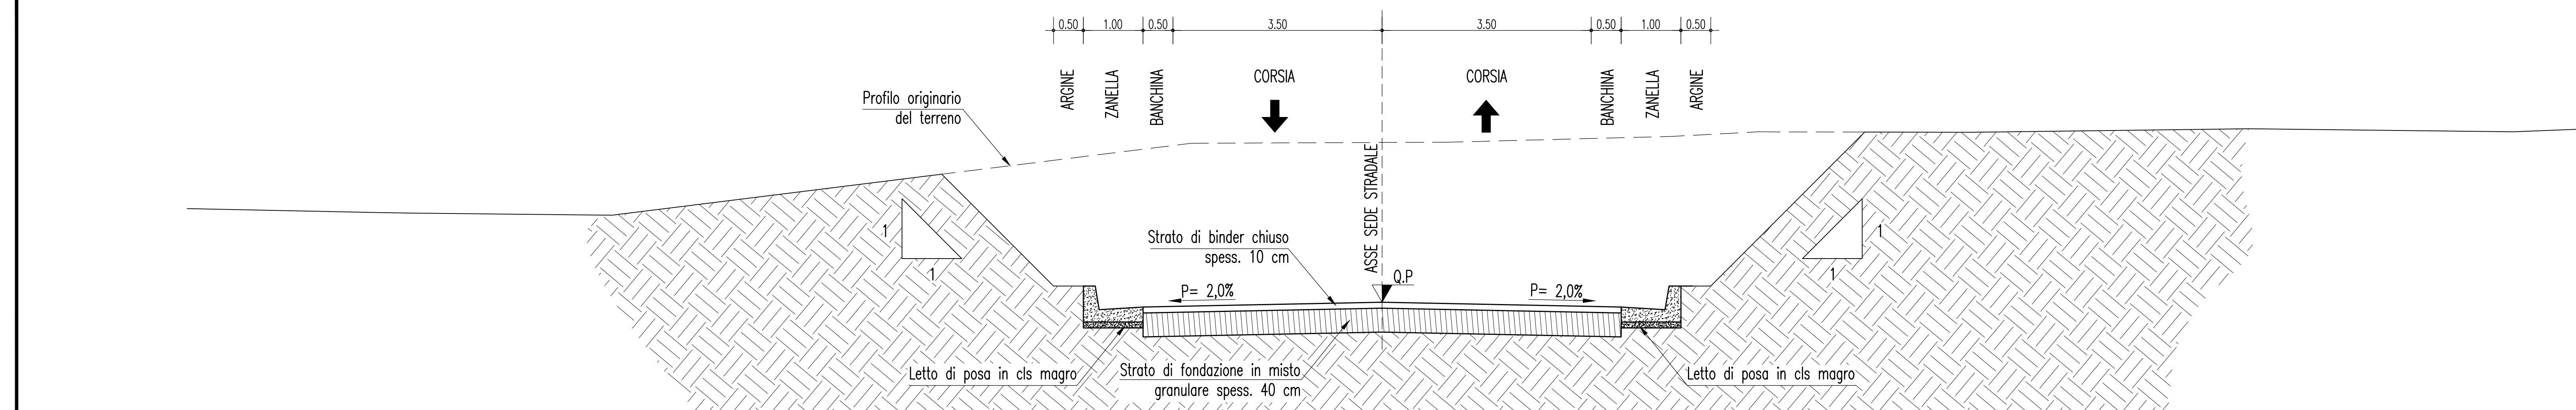 0.50 1.00 0.50 3.50 3.50 0.50 1.00 0.50
ARGINE
ZANELLA
BANCHINA
CORSIA
CORSIA
BANCHINA
ZANELLA
ARGINE
Profilo originario
del terreno
ASSE SEDE STRADALE
1
1
Strato di binder chiuso
spess. 10 cm
Q.P
1
1
P= 2,0%
P= 2,0%
Letto di posa in cls magro
Strato di fondazione in misto
granulare spess. 40 cm
Letto di posa in cls magro